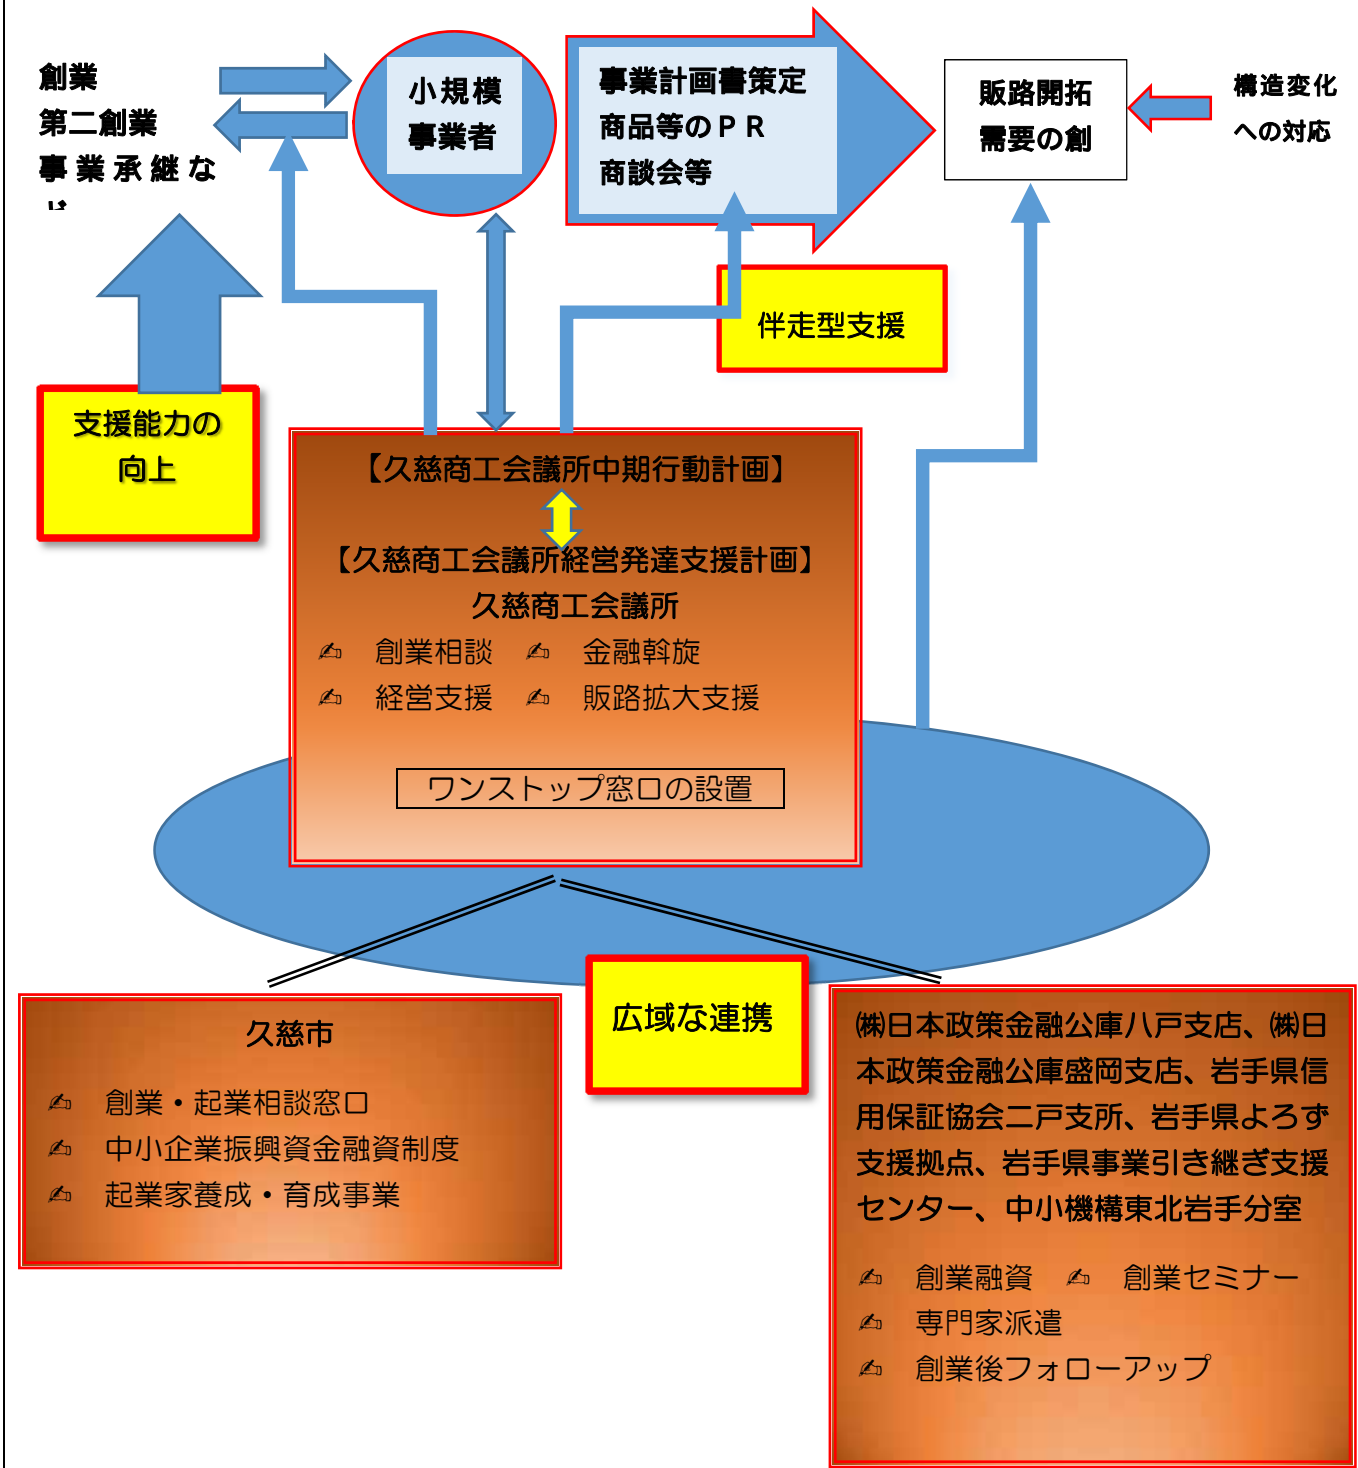 創業
第二創業
事業承継な
ど
小規模
事業者
事業計画書策定
商品等のＰＲ
商談会等
販路開拓
需要の創
構造変化
への対応
伴走型支援
支援能力の
向上
【久慈商工会議所中期行動計画】
【久慈商工会議所経営発達支援計画】
久慈商工会議所
✍ 創業相談 ✍ 金融斡旋
✍ 経営支援 ✍ 販路拡大支援
ワンストップ窓口の設置
広域な連携
久慈市
✍ 創業・起業相談窓口
✍ 中小企業振興資金融資制度
✍ 起業家養成・育成事業
㈱日本政策金融公庫八戸支店、㈱日
本政策金融公庫盛岡支店、岩手県信
用保証協会二戸支所、岩手県よろず
支援拠点、岩手県事業引き継ぎ支援
センター、中小機構東北岩手分室
✍ 創業融資 ✍ 創業セミナー
✍ 専門家派遣
✍ 創業後フォローアップ